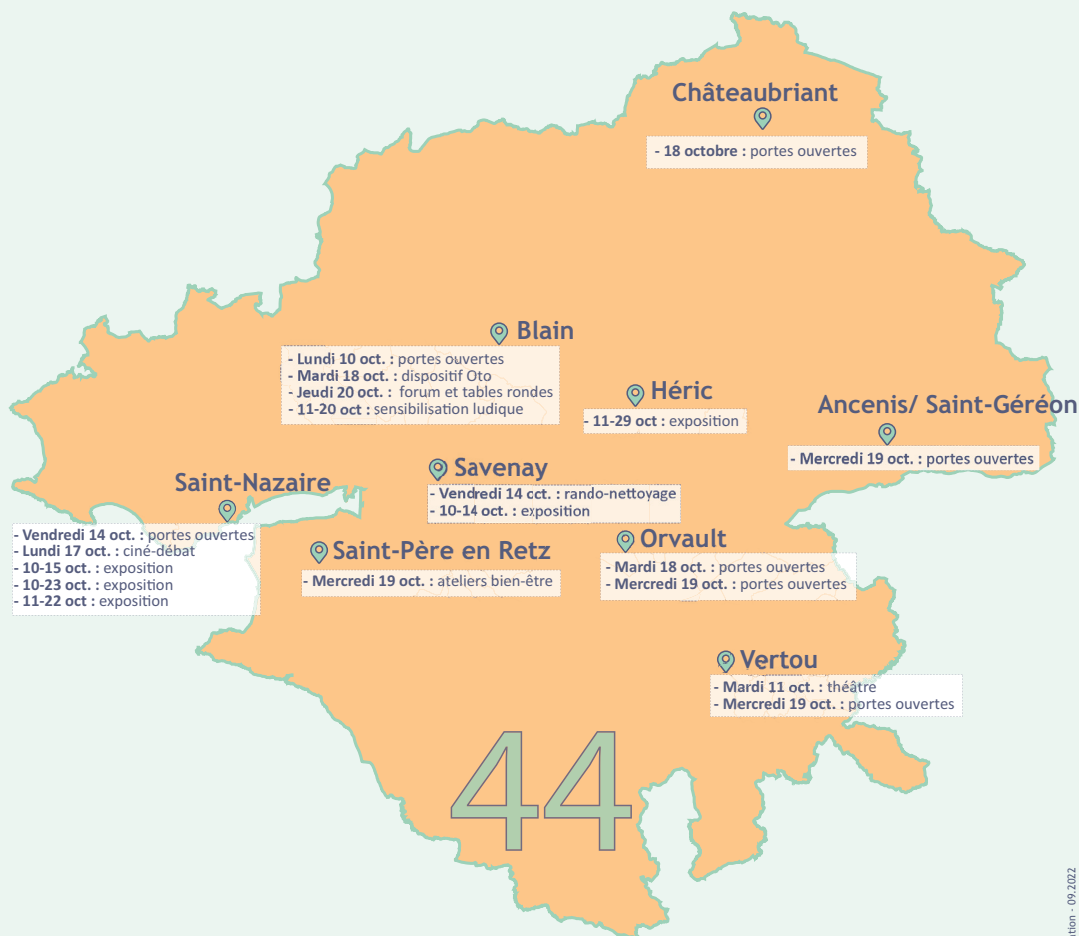 Châteaubriant
- 18 octobre : portes ouvertes
Blain
- Lundi 10 oct. : portes ouvertes
- Mardi 18 oct. : dispositif Oto
- Jeudi 20 oct. : forum et tables rondes
- 11-20 oct : sensibilisation ludique
Héric
- 11-29 oct : exposition
Ancenis/ Saint-Géréon
- Mercredi 19 oct. : portes ouvertes
Savenay
- Vendredi 14 oct. : rando-nettoyage
- 10-14 oct. : exposition
Saint-Nazaire
- Vendredi 14 oct. : portes ouvertes
- Lundi 17 oct. : ciné-débat
- 10-15 oct. : exposition
- 10-23 oct. : exposition
- 11-22 oct : exposition
Saint-Père en Retz
- Mercredi 19 oct. : ateliers bien-être
Orvault
- Mardi 18 oct. : portes ouvertes
- Mercredi 19 oct. : portes ouvertes
Vertou
- Mardi 11 oct. : théâtre
- Mercredi 19 oct. : portes ouvertes
44
- 09.2022